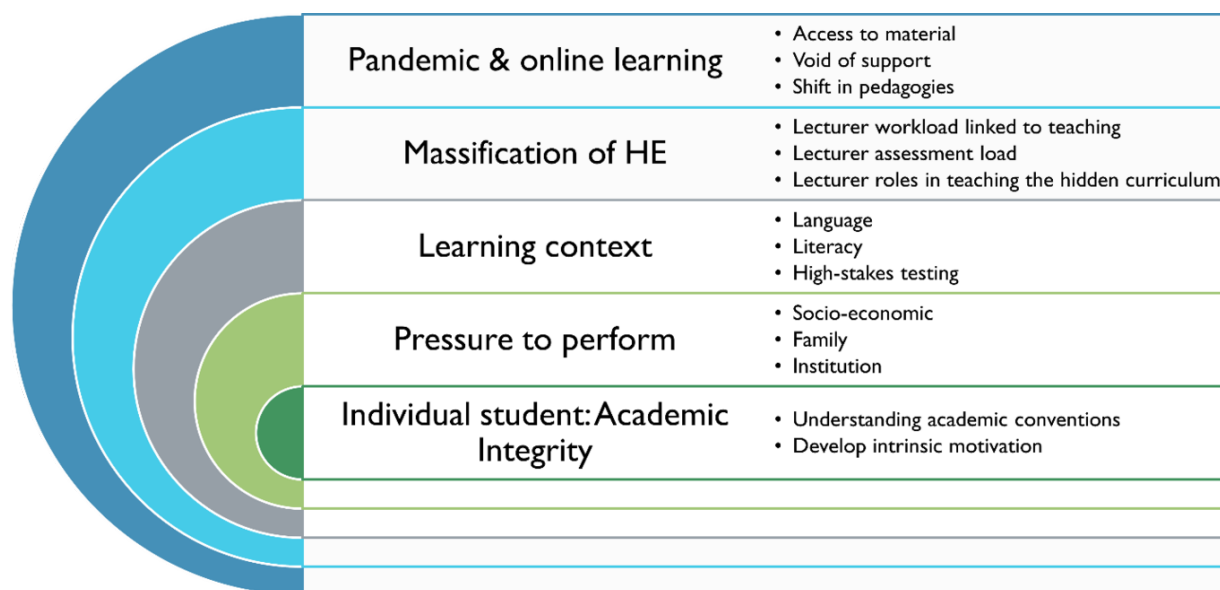 Pandemic & online learning
• Access to material
• Void of support
• Shift in pedagogies
Massification of HE
• Lecturer workload linked to teaching
• Lecturer assessment load
• Lecturer roles in teaching the hidden curriculum
Learning context
• Language
• Literacy
• High-stakes testing
Pressure to perform
• Socio-economic
• Family
• Institution
Individual student: Academic
Integrity
• Understanding academic conventions
• Develop intrinsic motivation